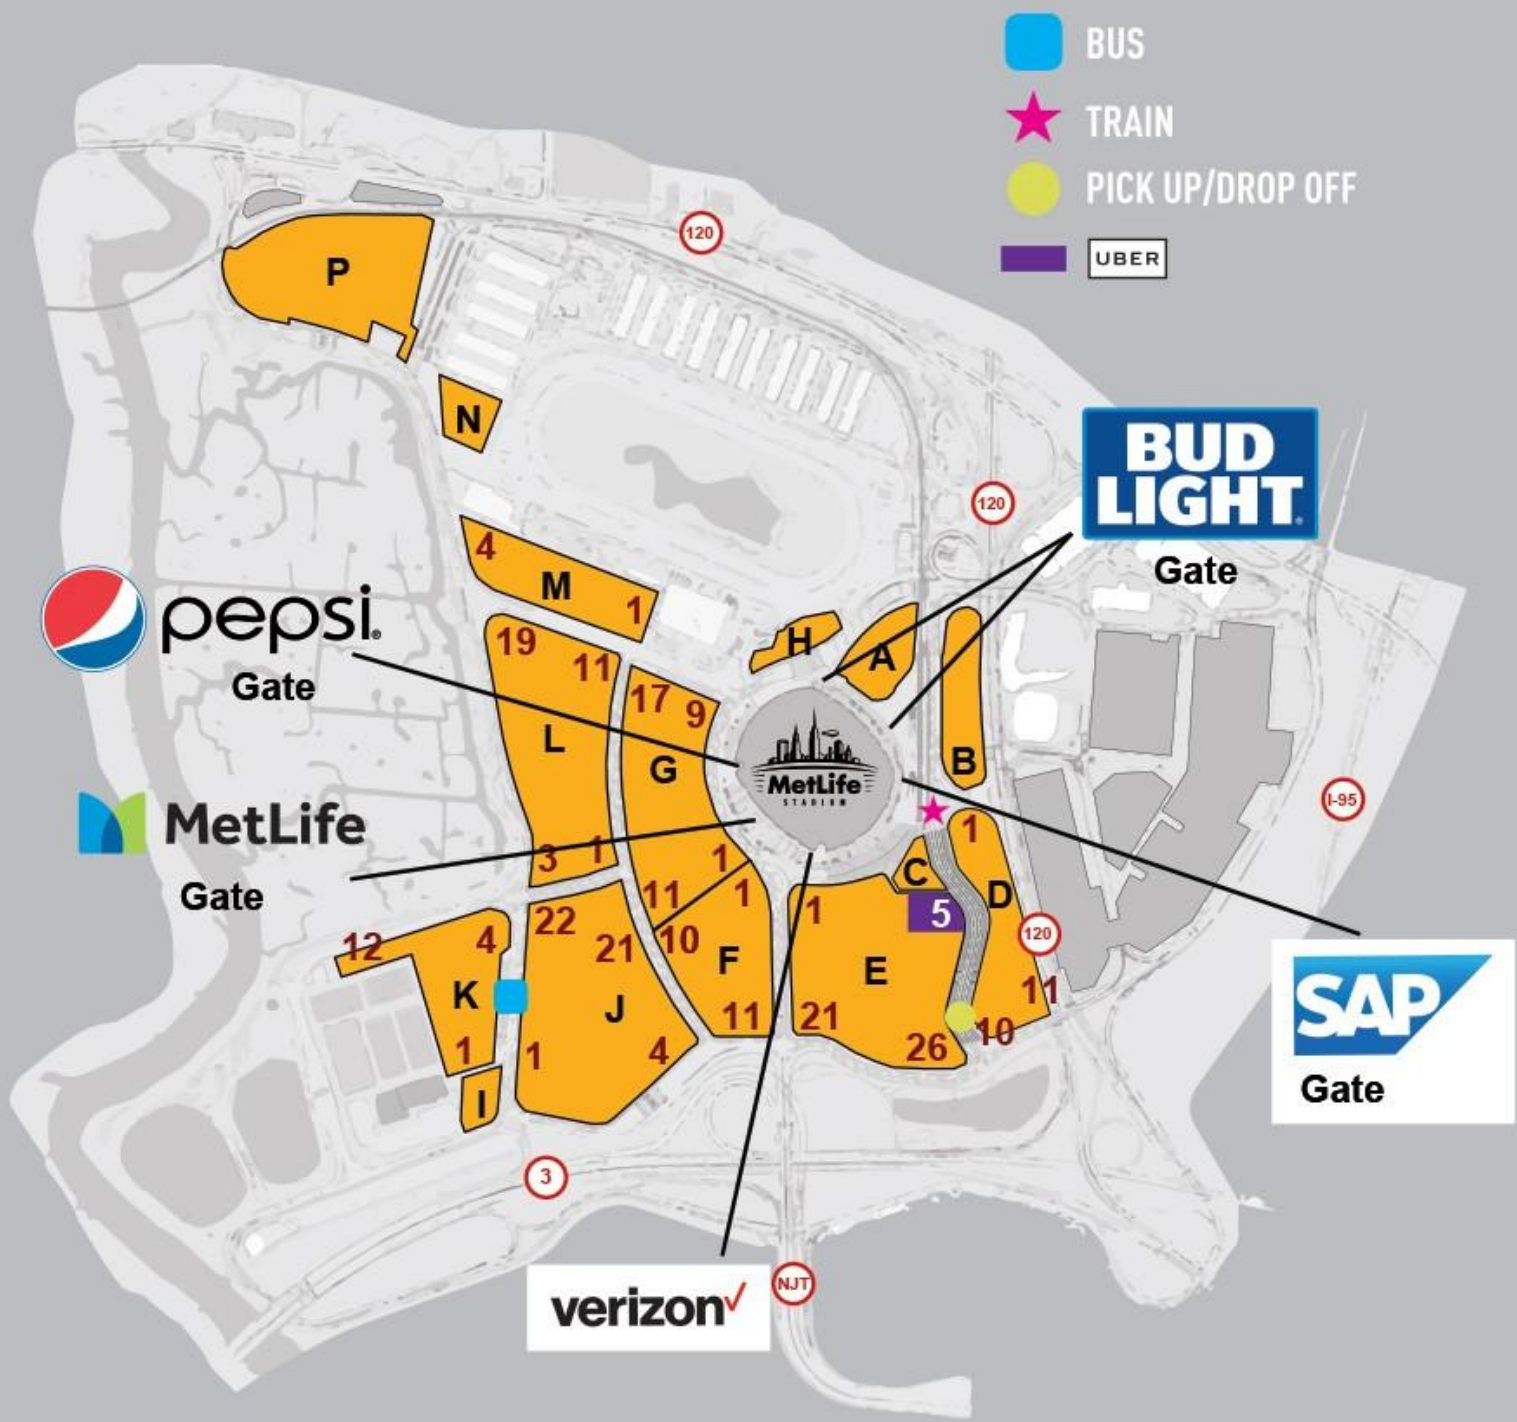 BUS
TRAIN
PICK UP/DROP OFF
UBER
120
P
N
120
BUD
LIGHT
Gate
4
M
1
pepsi
Gate
H
A
19
11
17
9
L
G
B
MetLife
STADIUM
I-95
MetLife
Gate
3
1
1
11
1
1
C
D
5
120
12
4
22
21
10
F
1
E
K
J
11
21
26
10
11
1
1
4
I
SAP
Gate
3
verizon
NJT